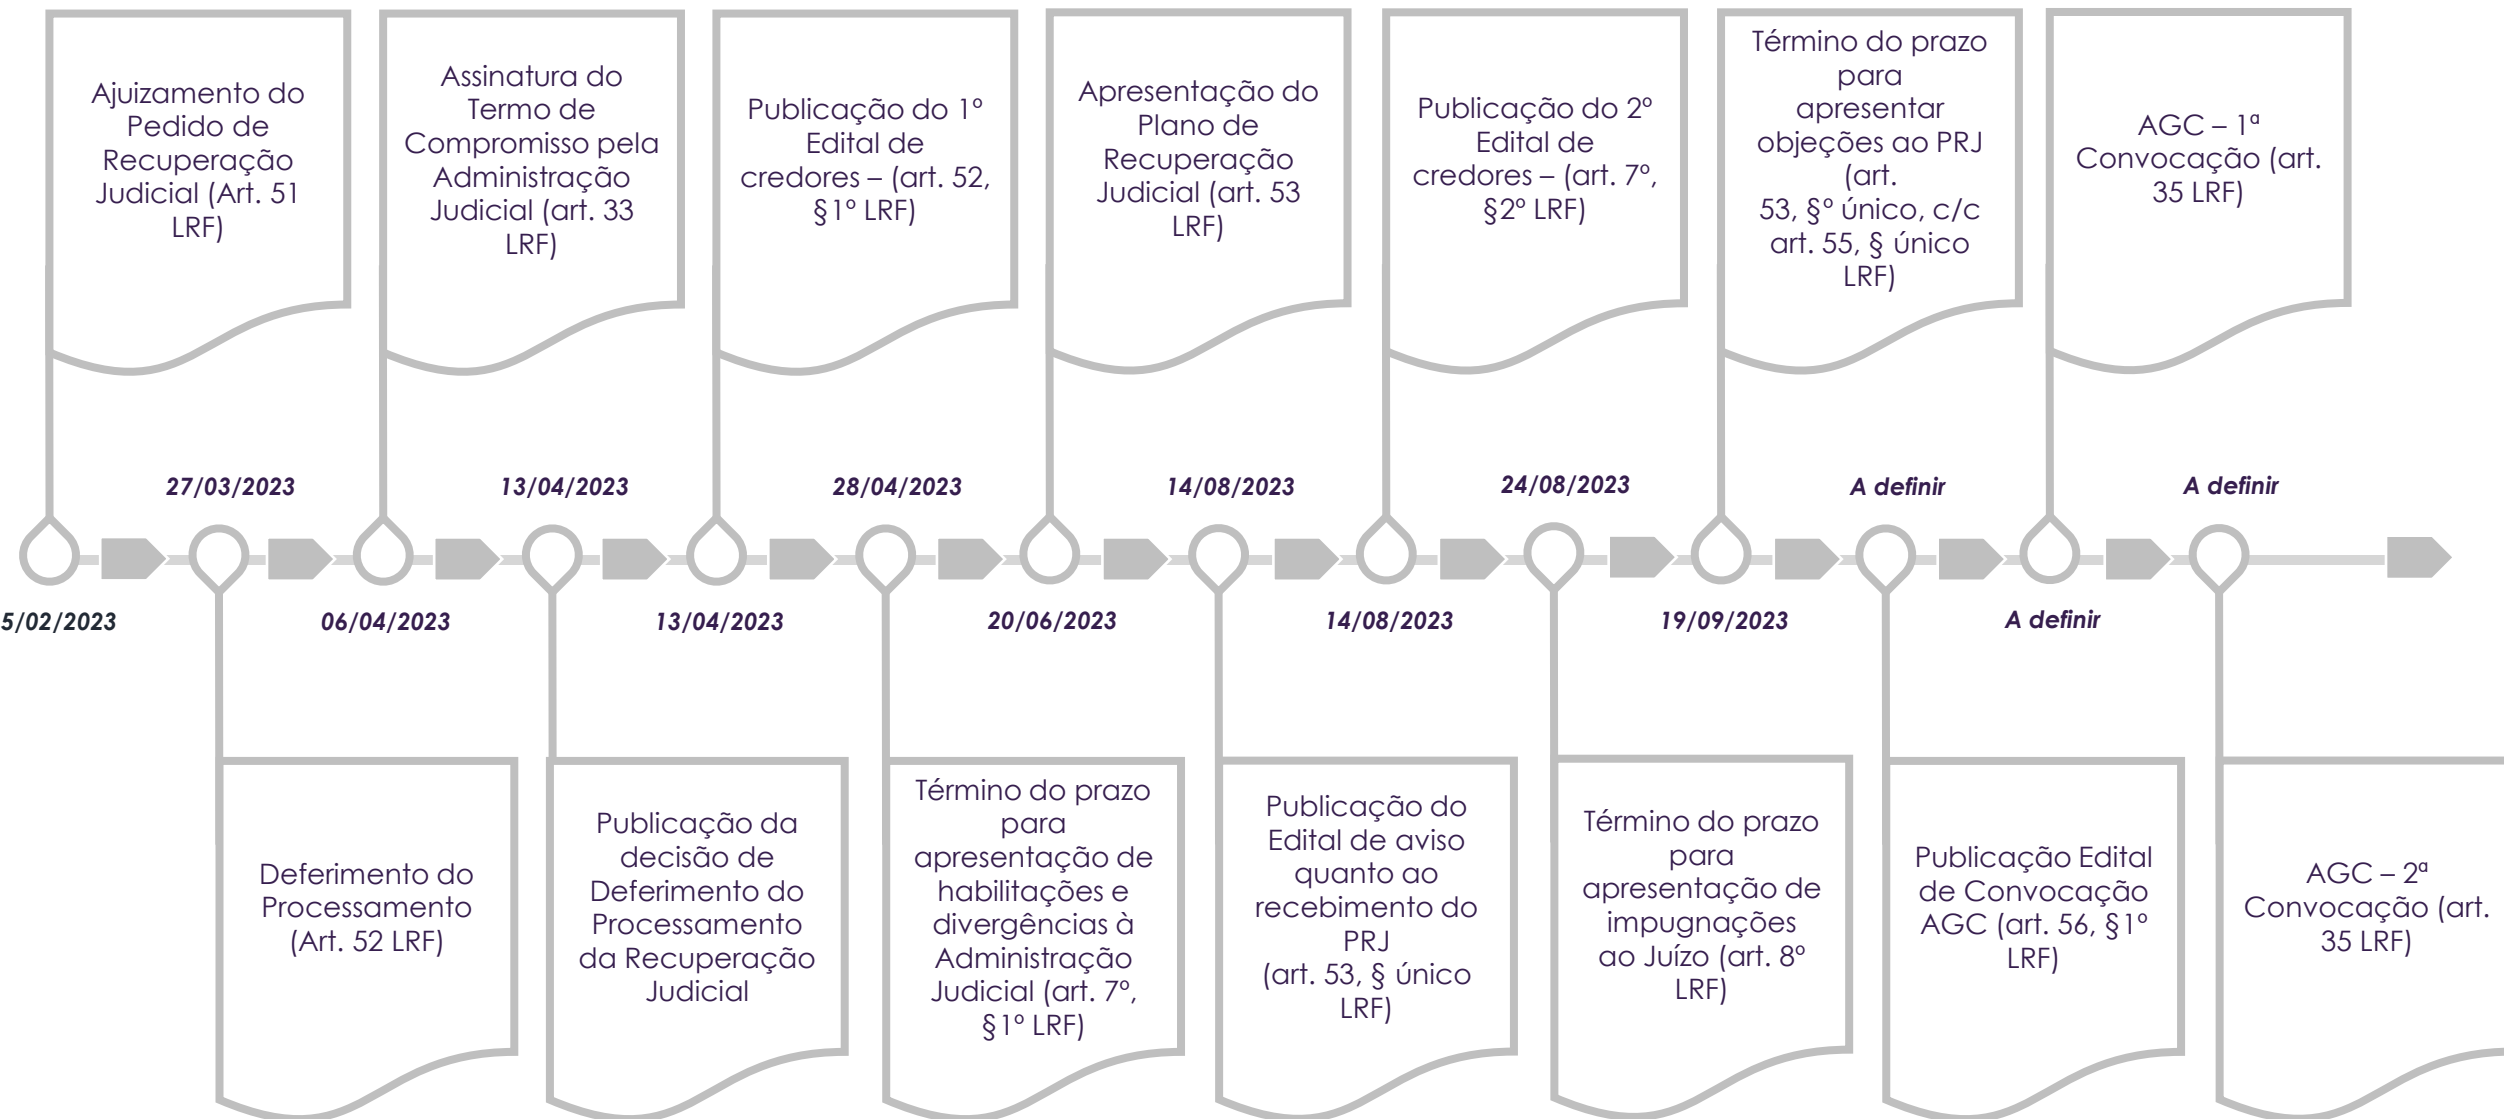 Ajuizamento do
Pedido de
Recuperação
Judicial (Art. 51
LRF)
Assinatura do
Termo de
Compromisso pela
Administração
Judicial (art. 33
LRF)
Publicação do 1º
Edital de
credores – (art. 52,
§1º LRF)
Apresentação do
Plano de
Recuperação
Judicial (art. 53
LRF)
Publicação do 2º
Edital de
credores – (art. 7º,
§2º LRF)
Término do prazo
para
apresentar
objeções ao PRJ
(art.
53, §º único, c/c
art. 55, § único
LRF)
AGC – 1ª
Convocação (art.
35 LRF)
27/03/2023
13/04/2023
28/04/2023
14/08/2023
24/08/2023
A definir
A definir
5/02/2023
06/04/2023
13/04/2023
20/06/2023
14/08/2023
19/09/2023
A definir
Deferimento do
Processamento
(Art. 52 LRF)
Publicação da
decisão de
Deferimento do
Processamento
da Recuperação
Judicial
Término do prazo
para
apresentação de
habilitações e
divergências à
Administração
Judicial (art. 7º,
§1º LRF)
Publicação do
Edital de aviso
quanto ao
recebimento do
PRJ
(art. 53, § único
LRF)
Término do prazo
para
apresentação de
impugnações
ao Juízo (art. 8º
LRF)
Publicação Edital
de Convocação
AGC (art. 56, §1º
LRF)
AGC – 2ª
Convocação (art.
35 LRF)